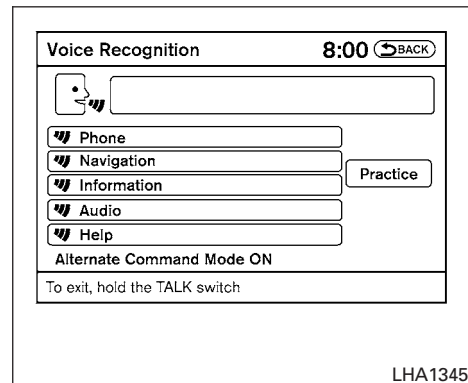 Voice Recognition 8:00 BACK
Phone
Navigation
Information
Audio
Help
Practice
Alternate Command Mode ON
To exit, hold the TALK switch
LHA1345